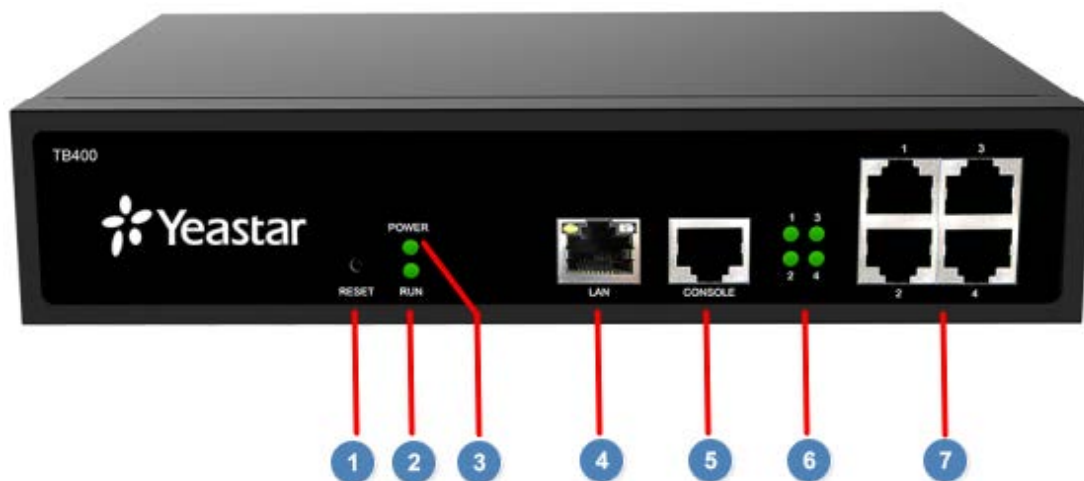 TB400
Yeastar
POWER
RESET
RUN
LAN
CONSOLE
1 3
2 4
1 3
2 4
1 2 3 4 5 6 7